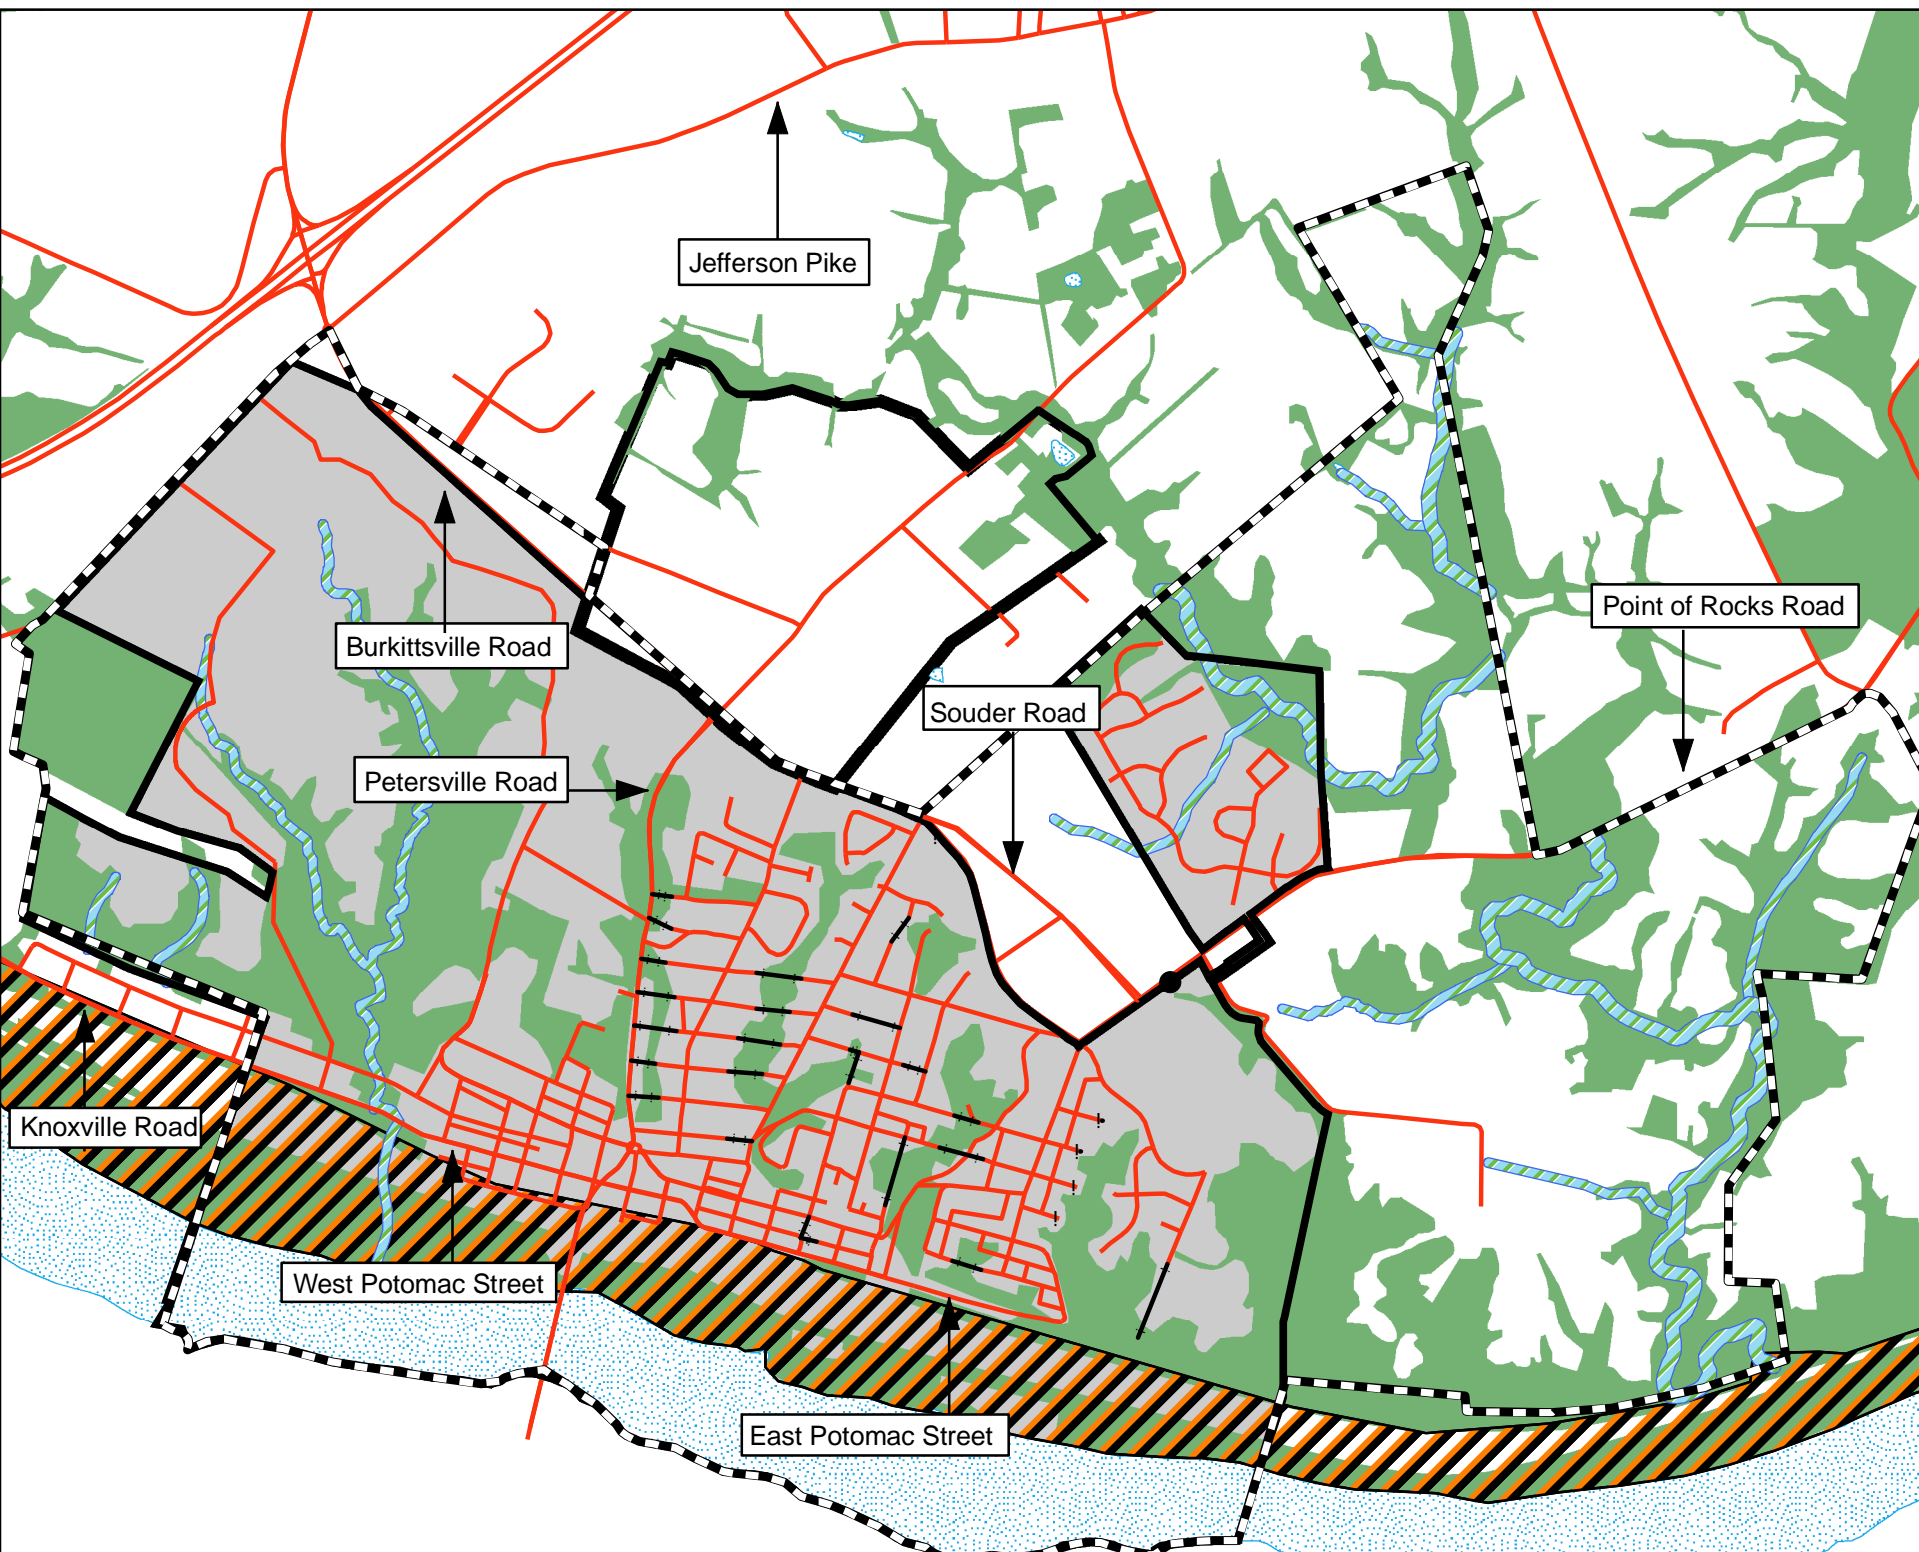 Jefferson Pike
Point of Rocks Road
Burkittsville Road
Souder Road
Petersville Road
Knoxville Road
West Potomac Street
East Potomac Street